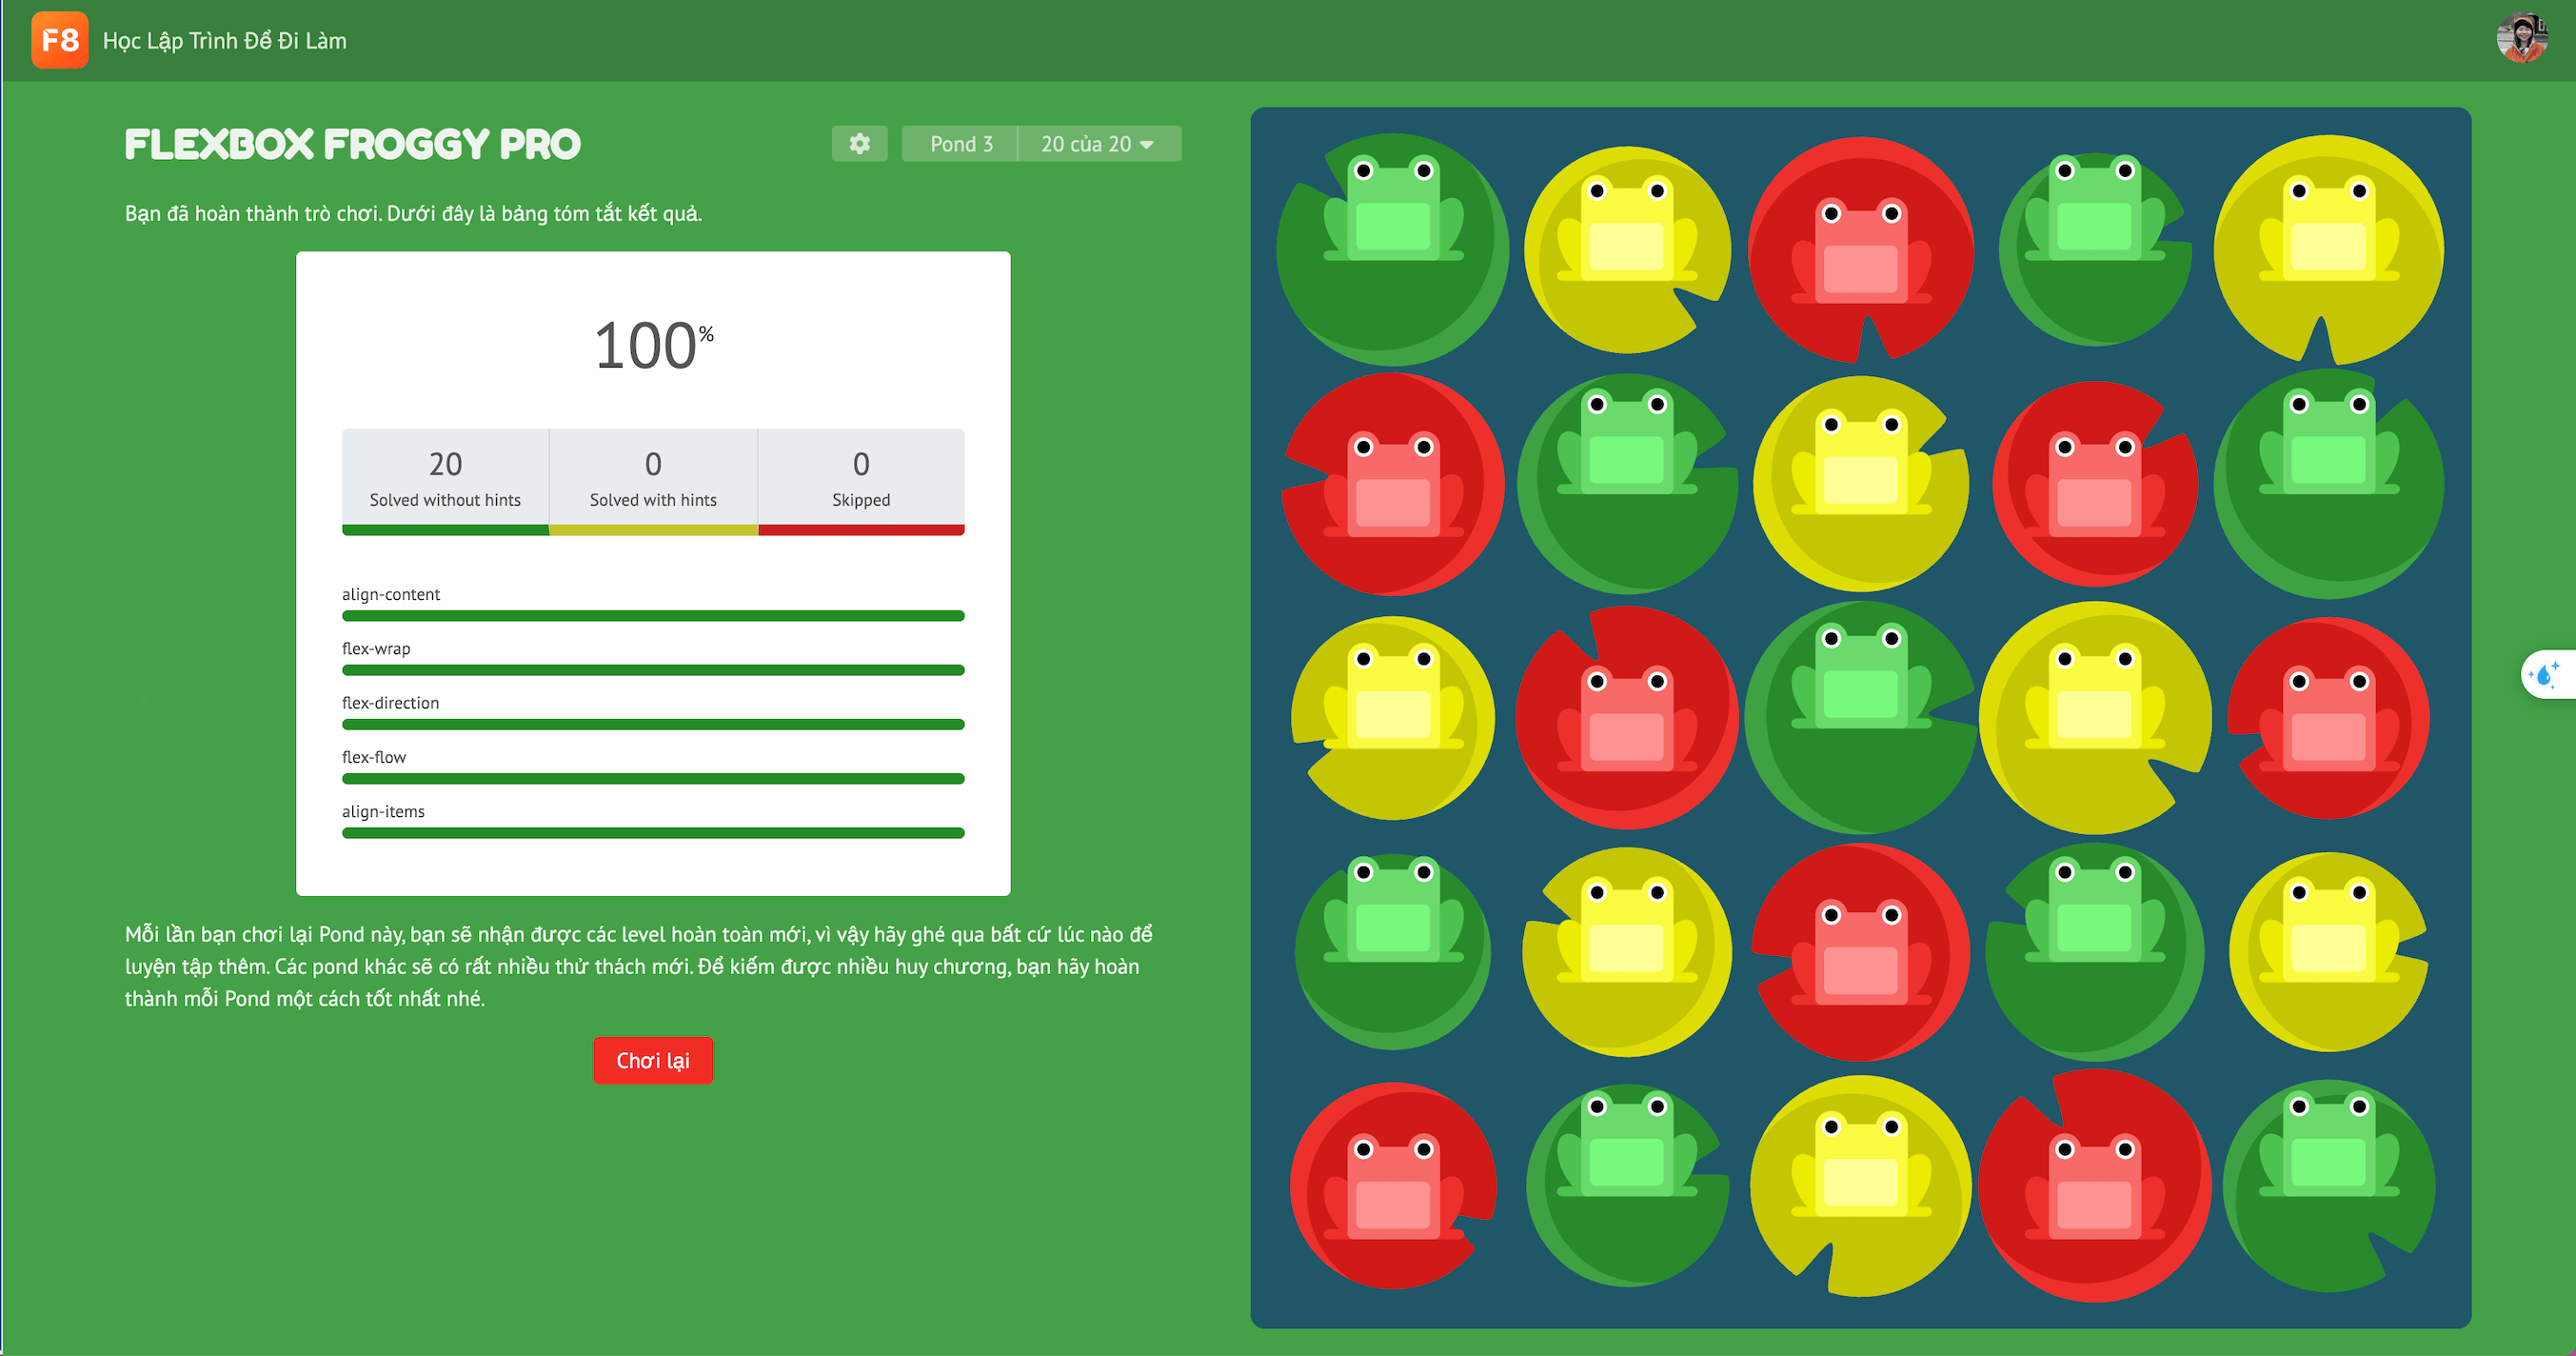 F8 Học Lập Trình Để Đi Làm
FLEXBOX FROGGY PRO
Pond 3
20 của 20
Bạn đã hoàn thành trò chơi. Dưới đây là bảng tóm tắt kết quả.
100%
20
Solved without hints
0
Solved with hints
0
Skipped
align-content
flex-wrap
flex-direction
flex-flow
align-items
Mỗi lần bạn chơi lại Pond này, bạn sẽ nhận được các level hoàn toàn mới, vì vậy hãy ghé qua bất cứ lúc nào để
luyện tập thêm. Các pond khác sẽ có rất nhiều thử thách mới. Để kiếm được nhiều huy chương, bạn hãy hoàn
thành mỗi Pond một cách tốt nhất nhé.
Chơi lại